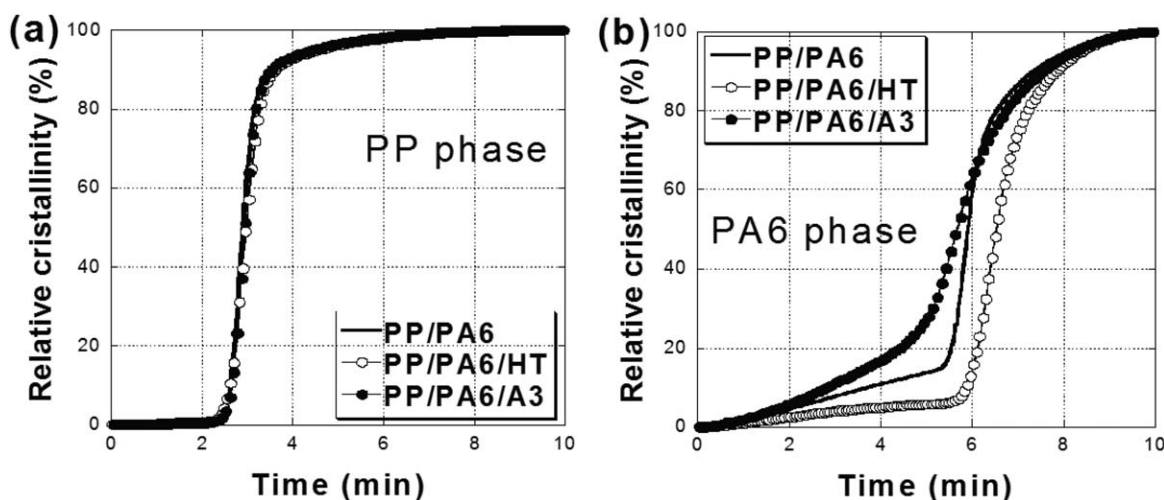 (a)
Relative cristallinity (%)
100
80
60
40
20
0
PP phase
PP/PA6
PP/PA6/HT
PP/PA6/A3
0 2 4 6 8 10
Time (min)
(b)
Relative cristallinity (%)
100
80
60
40
20
0
PP/PA6
PP/PA6/HT
PP/PA6/A3
PA6 phase
0 2 4 6 8 10
Time (min)